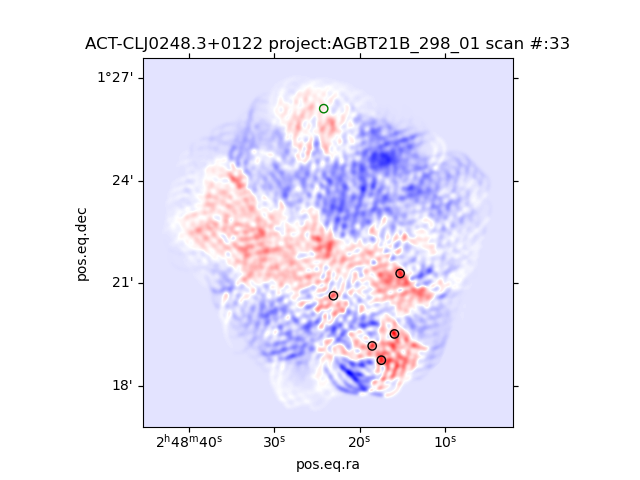 ACT-CLJ0248.3+0122 project:AGBT21B_298_01 scan #:33
1°27'
24'
21'
18'
pos.eq.dec
2ʰ48ᵐ40ˢ 30ˢ 20ˢ 10ˢ
pos.eq.ra